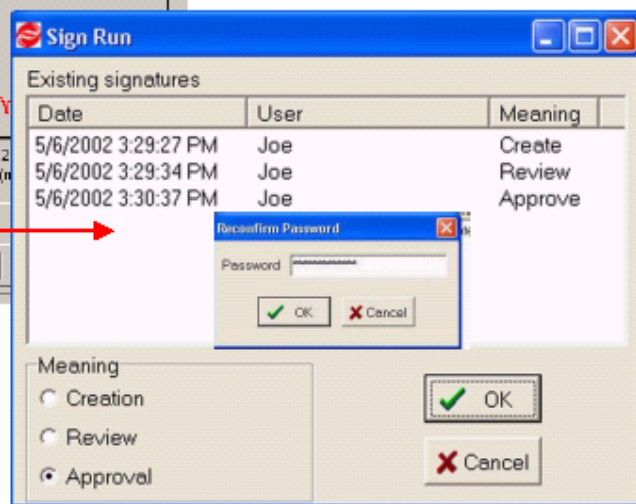 Sign Run
Existing signatures
Date User Meaning
5/6/2002 3:29:27 PM Joe Create
5/6/2002 3:29:34 PM Joe Review
5/6/2002 3:30:37 PM Joe Approve
Reconfirm Password
Password
OK Cancel
Meaning
Creation
Review
Approval
OK
Cancel